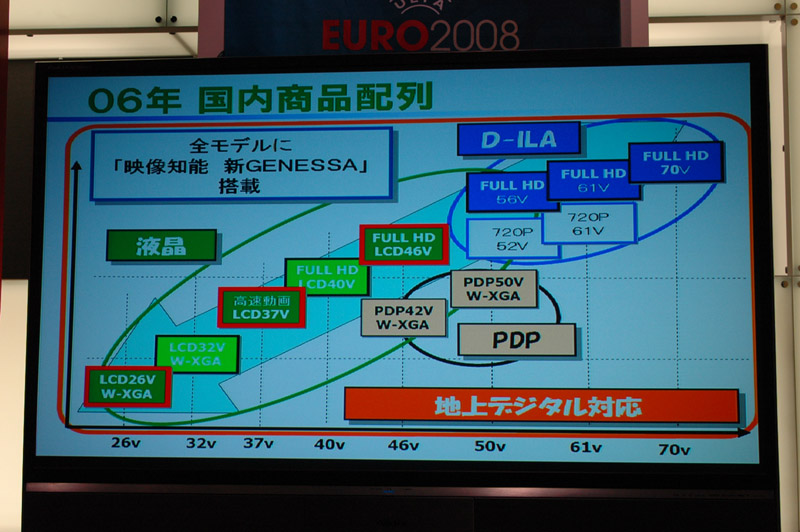 UEFA
EURO2008
06年 国内商品配列
全モデルに
「映像知能 新GENESSA」
搭載
D-ILA
FULL HD
56V
FULL HD
61V
FULL HD
70V
720P
52V
720P
61V
液晶
FULL HD
LCD46V
FULL HD
LCD40V
高速動画
LCD37V
LCD32V
W-XGA
LCD26V
W-XGA
PDP50V
W-XGA
PDP42V
W-XGA
PDP
地上デジタル対応
26v 32v 37v 40v 46v 50v 61v 70v